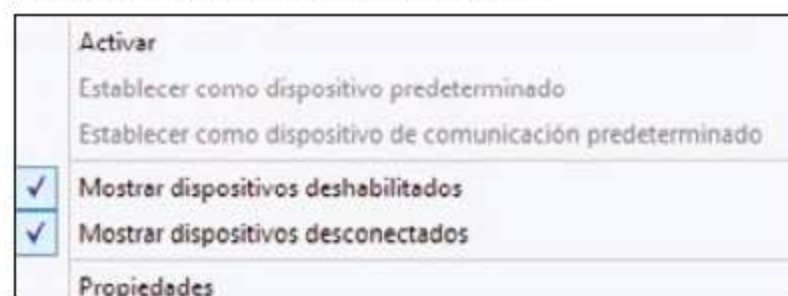 Activar
Establecer como dispositivo predeterminado
Establecer como dispositivo de comunicación predeterminado
Mostrar dispositivos deshabilitados
Mostrar dispositivos desconectados
Propiedades